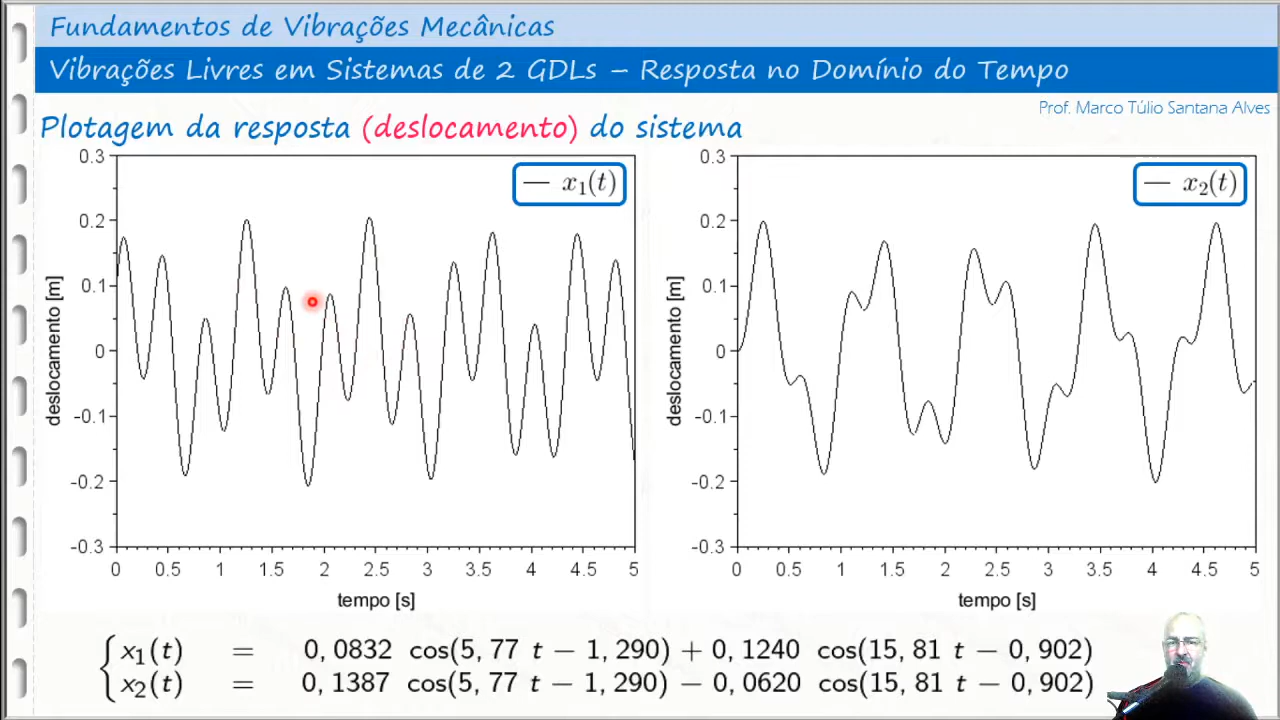 Fundamentos de Vibrações Mecânicas
Vibrações Livres em Sistemas de 2 GDLs – Resposta no Domínio do Tempo
Prof. Marco Túlio Santana Alves
Plotagem da resposta (deslocamento) do sistema
0.3
0.2
0.1
0
-0.1
-0.2
-0.3
deslocamento [m]
— x₁(t)
0 0.5 1 1.5 2 2.5 3 3.5 4 4.5 5
tempo [s]
0.3
0.2
0.1
0
-0.1
-0.2
-0.3
deslocamento [m]
— x₂(t)
0 0.5 1 1.5 2 2.5 3 3.5 4 4.5 5
tempo [s]
x₁(t) = 0,0832 cos(5,77 t − 1,290) + 0,1240 cos(15,81 t − 0,902)
x₂(t) = 0,1387 cos(5,77 t − 1,290) − 0,0620 cos(15,81 t − 0,902)